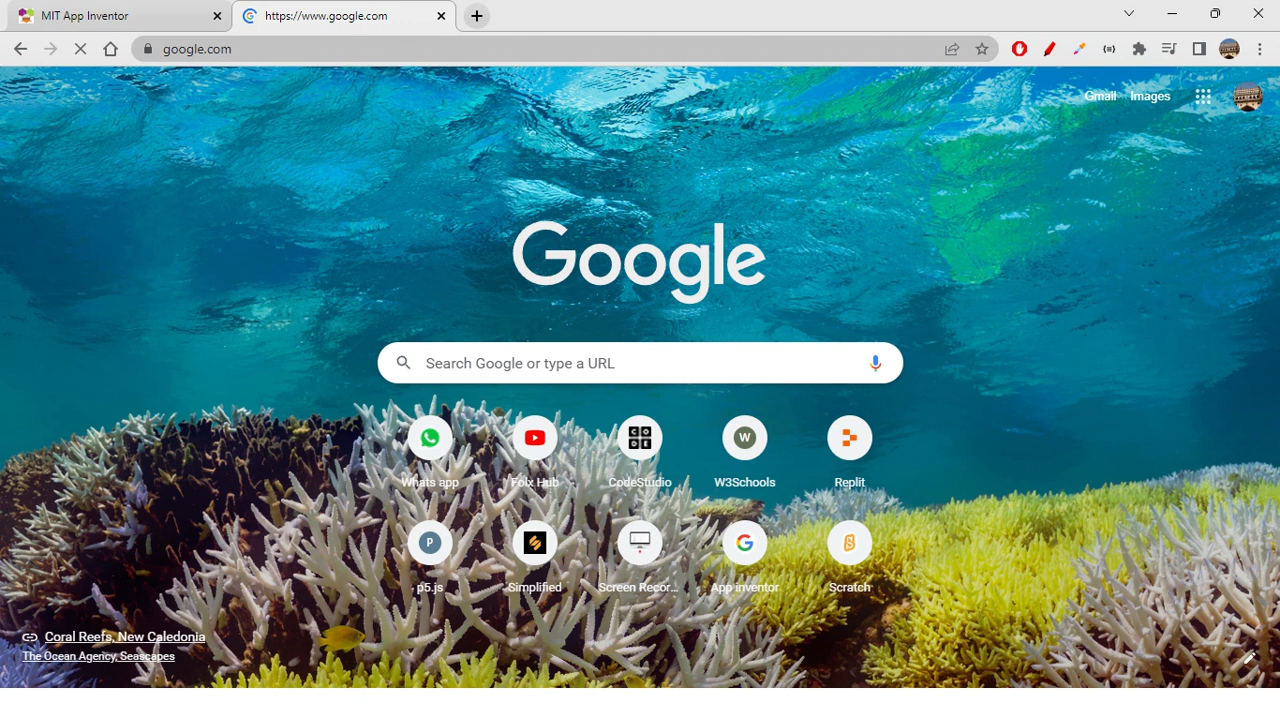 MIT App Inventor
https://www.google.com
google.com
Gmail Images
Google
Search Google or type a URL
Whats app
Folx Hub
CODE
CodeStudio
W
W3Schools
Replit
P
p5.js
Simplified
Screen Recor...
G
App inventor
Scratch
Coral Reefs, New Caledonia
The Ocean Agency, Seascapes